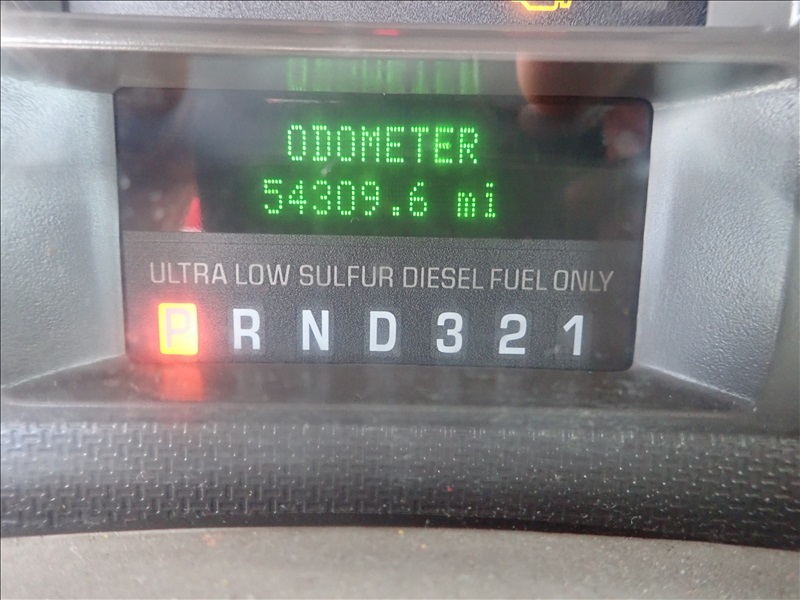 ODOMETER
54309.6 mi
ULTRA LOW SULFUR DIESEL FUEL ONLY
P R N D 3 2 1